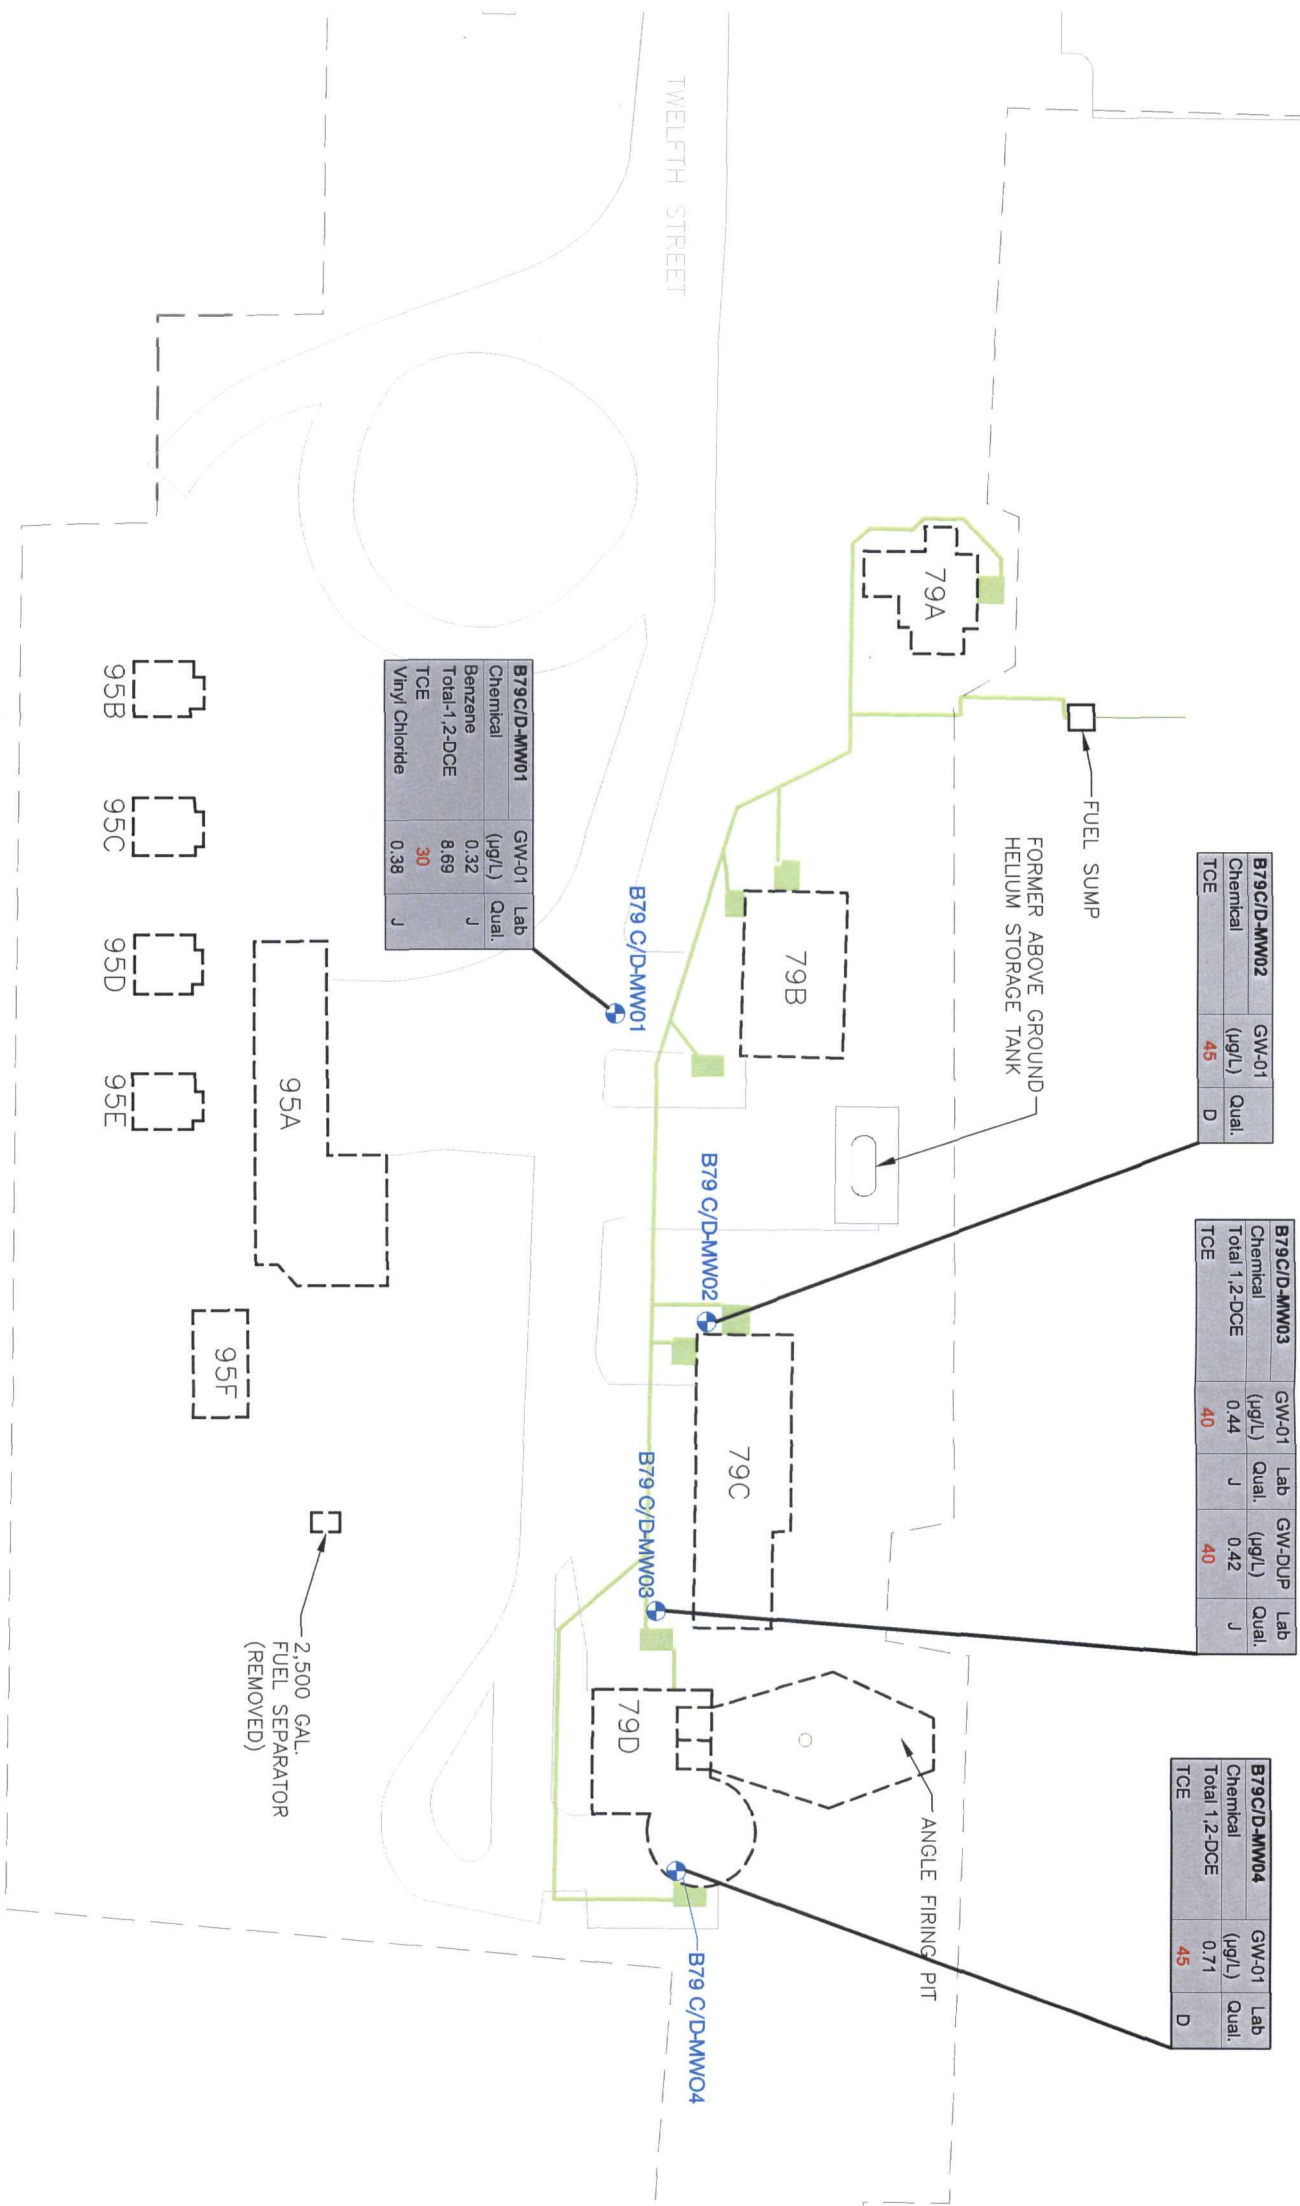 B79C/D-MW02 GW-01
Chemical (µg/L) Qual.
TCE 45 D
B79C/D-MW03 GW-01 Lab GW-DUP Lab
Chemical (µg/L) Qual. (µg/L) Qual.
Total 1,2-DCE 0.44 J 0.42 J
TCE 40 40
B79C/D-MW04 GW-01 Lab
Chemical (µg/L) Qual.
Total 1,2-DCE 0.71
TCE 45 D
FUEL SUMP
FORMER ABOVE GROUND
HELIUM STORAGE TANK
ANGLE FIRING PIT
79A
79B
79C
79D
TWELFTH STREET
B79 C/D-MW01
B79 C/D-MW02
B79 C/D-MW03
B79 C/D-MWO4
B79C/D-MW01 GW-01 Lab
Chemical (µg/L) Qual.
Benzene 0.32 J
Total-1,2-DCE 8.69
TCE 30
Vinyl Chloride 0.38 J
95A
95F
2,500 GAL.
FUEL SEPARATOR
(REMOVED)
95B
95C
95D
95E